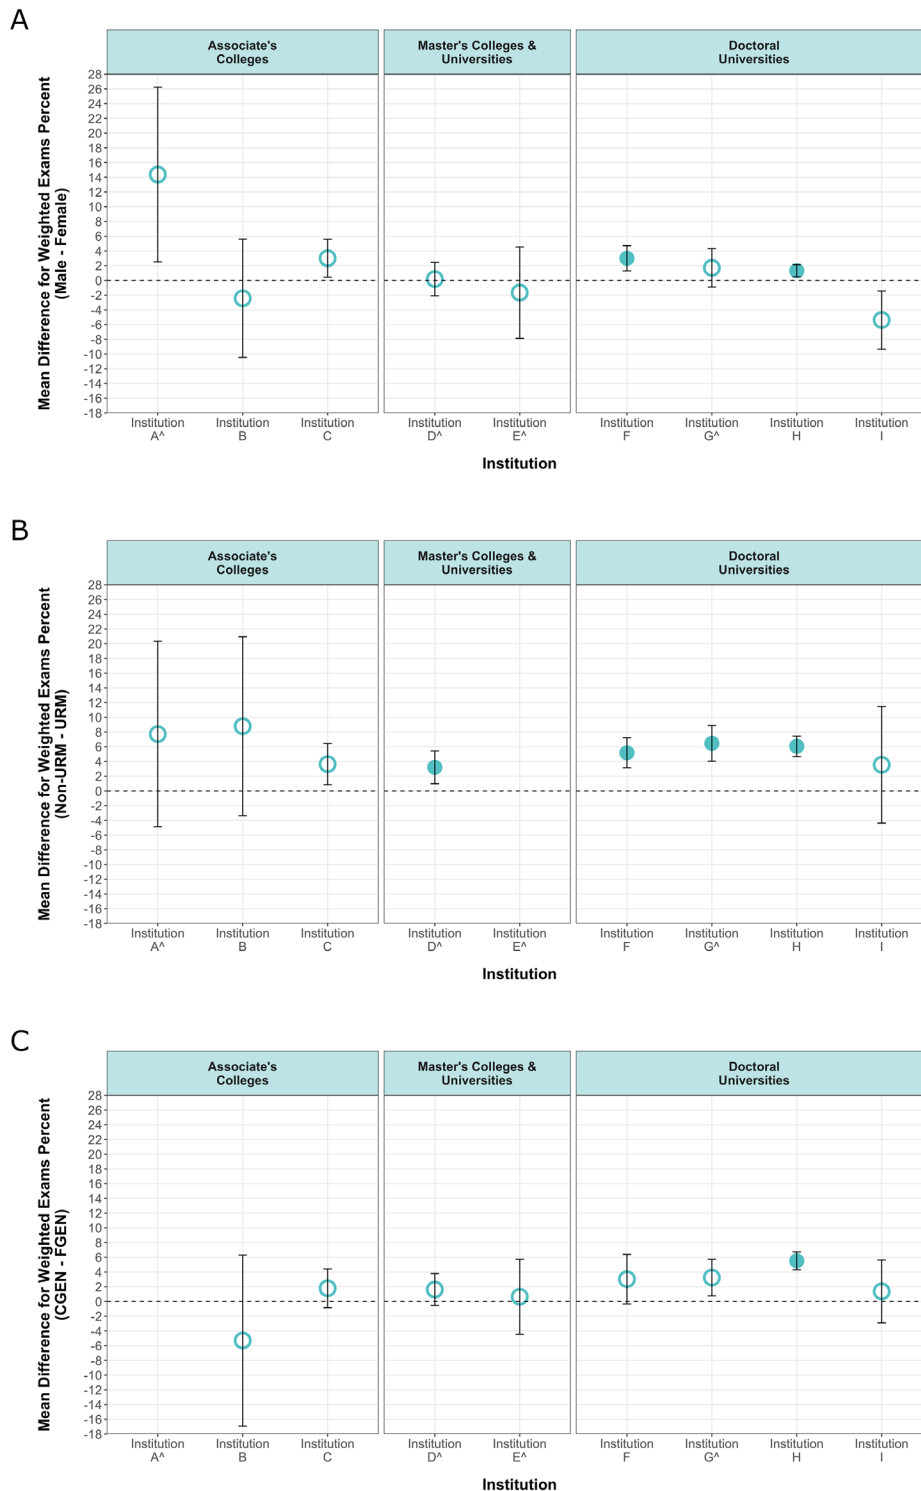 A
Mean Difference for Weighted Exams Percent
(Male - Female)
Associate's
Colleges
Master's Colleges &
Universities
Doctoral
Universities
28
26
24
22
20
18
16
14
12
10
8
6
4
2
0
-2
-4
-6
-8
-10
-12
-14
-16
-18
Institution
A^
Institution
B
Institution
C
Institution
D^
Institution
E^
Institution
F
Institution
G^
Institution
H
Institution
I
Institution
B
Mean Difference for Weighted Exams Percent
(Non-URM - URM)
Associate's
Colleges
Master's Colleges &
Universities
Doctoral
Universities
28
26
24
22
20
18
16
14
12
10
8
6
4
2
0
-2
-4
-6
-8
-10
-12
-14
-16
-18
Institution
A^
Institution
B
Institution
C
Institution
D^
Institution
E^
Institution
F
Institution
G^
Institution
H
Institution
I
Institution
C
Mean Difference for Weighted Exams Percent
(CGEN - FGEN)
Associate's
Colleges
Master's Colleges &
Universities
Doctoral
Universities
28
26
24
22
20
18
16
14
12
10
8
6
4
2
0
-2
-4
-6
-8
-10
-12
-14
-16
-18
Institution
A^
Institution
B
Institution
C
Institution
D^
Institution
E^
Institution
F
Institution
G^
Institution
H
Institution
I
Institution